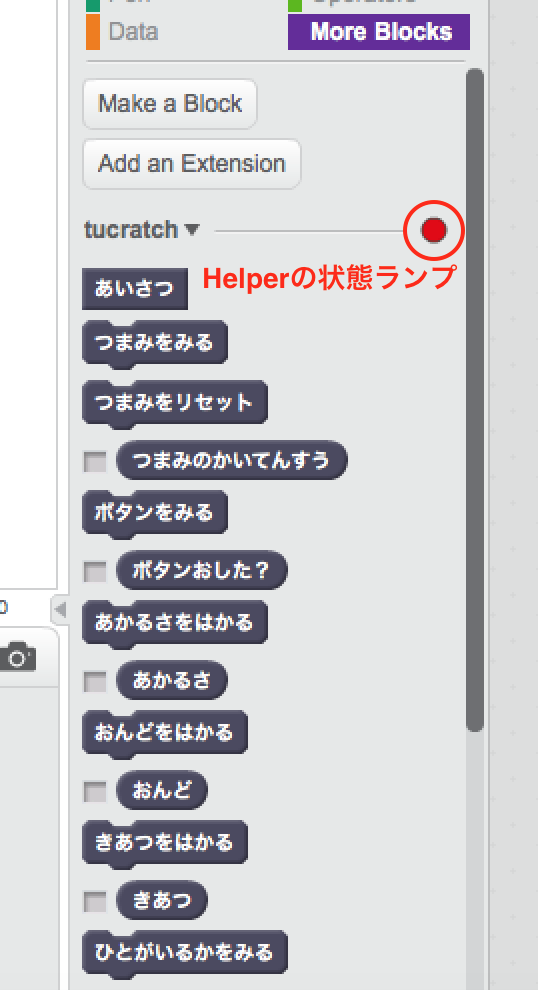 Data
More Blocks
Make a Block
Add an Extension
tucratch
Helperの状態ランプ
あいさつ
つまみをみる
つまみをリセット
つまみのかいてんすう
ボタンをみる
ボタンおした？
あかるさをはかる
あかるさ
おんどをはかる
おんど
きあつをはかる
きあつ
ひとがいるかをみる